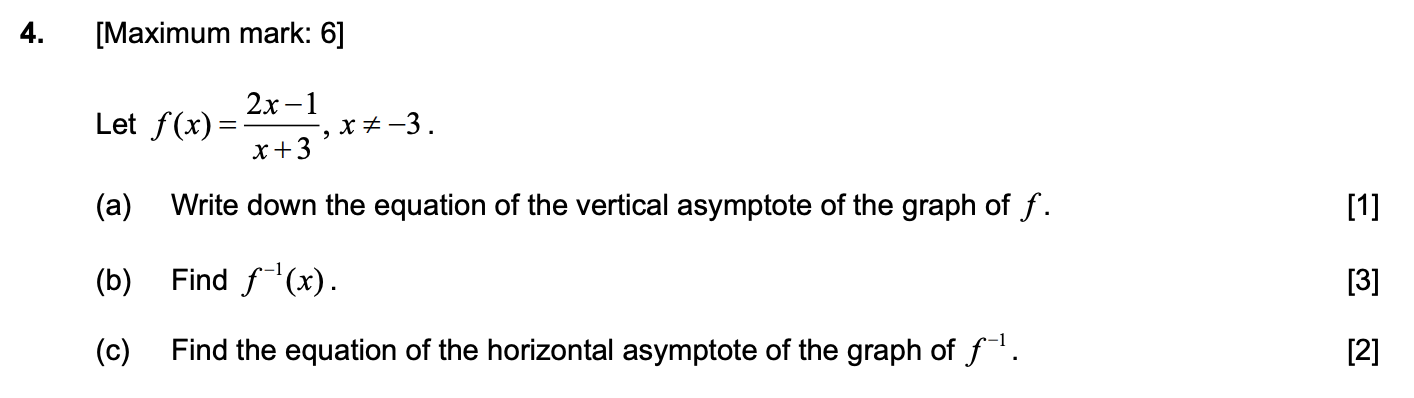 4. [Maximum mark: 6]
Let f(x) = \frac{2x-1}{x+3}, x ≠ −3.
(a) Write down the equation of the vertical asymptote of the graph of f. [1]
(b) Find f⁻¹(x). [3]
(c) Find the equation of the horizontal asymptote of the graph of f⁻¹. [2]